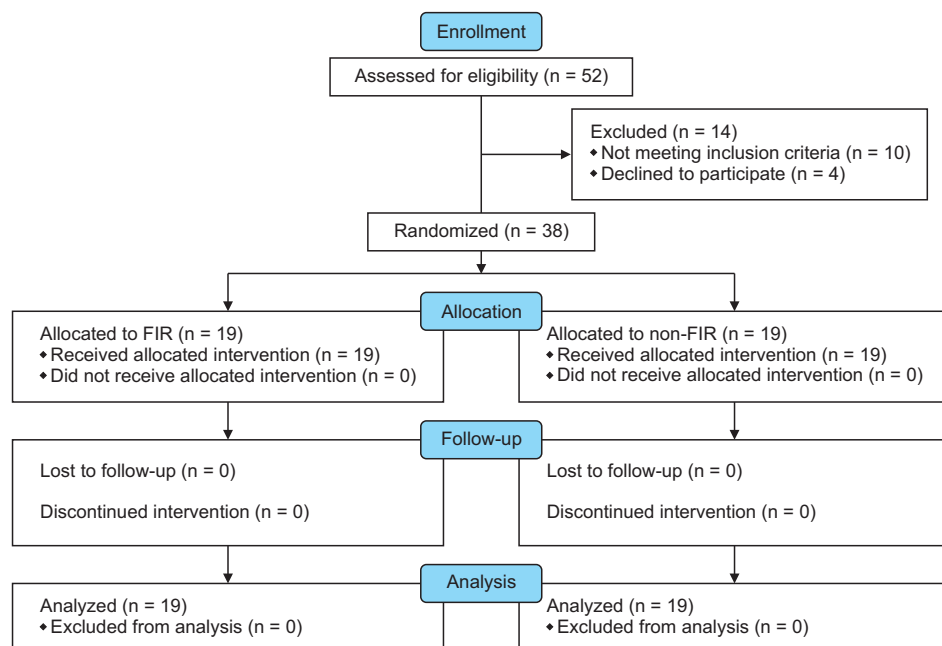 Enrollment
Assessed for eligibility (n = 52)
Excluded (n = 14)
◆ Not meeting inclusion criteria (n = 10)
◆ Declined to participate (n = 4)
Randomized (n = 38)
Allocation
Allocated to FIR (n = 19)
◆ Received allocated intervention (n = 19)
◆ Did not receive allocated intervention (n = 0)
Allocated to non-FIR (n = 19)
◆ Received allocated intervention (n = 19)
◆ Did not receive allocated intervention (n = 0)
Follow-up
Lost to follow-up (n = 0)
Discontinued intervention (n = 0)
Lost to follow-up (n = 0)
Discontinued intervention (n = 0)
Analysis
Analyzed (n = 19)
◆ Excluded from analysis (n = 0)
Analyzed (n = 19)
◆ Excluded from analysis (n = 0)